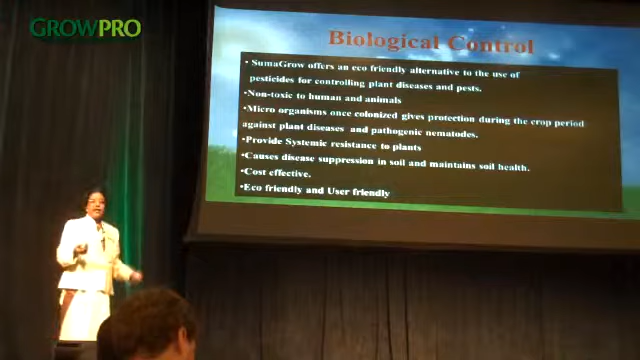 GROWPRO
Biological Control
• SumaGrow offers an eco friendly alternative to the use of
pesticides for controlling plant diseases and pests.
•Non-toxic to human and animals
•Micro organisms once colonized gives protection during the crop period
against plant diseases and pathogenic nematodes.
•Provide Systemic resistance to plants
•Causes disease suppression in soil and maintains soil health.
•Cost effective.
•Eco friendly and User friendly